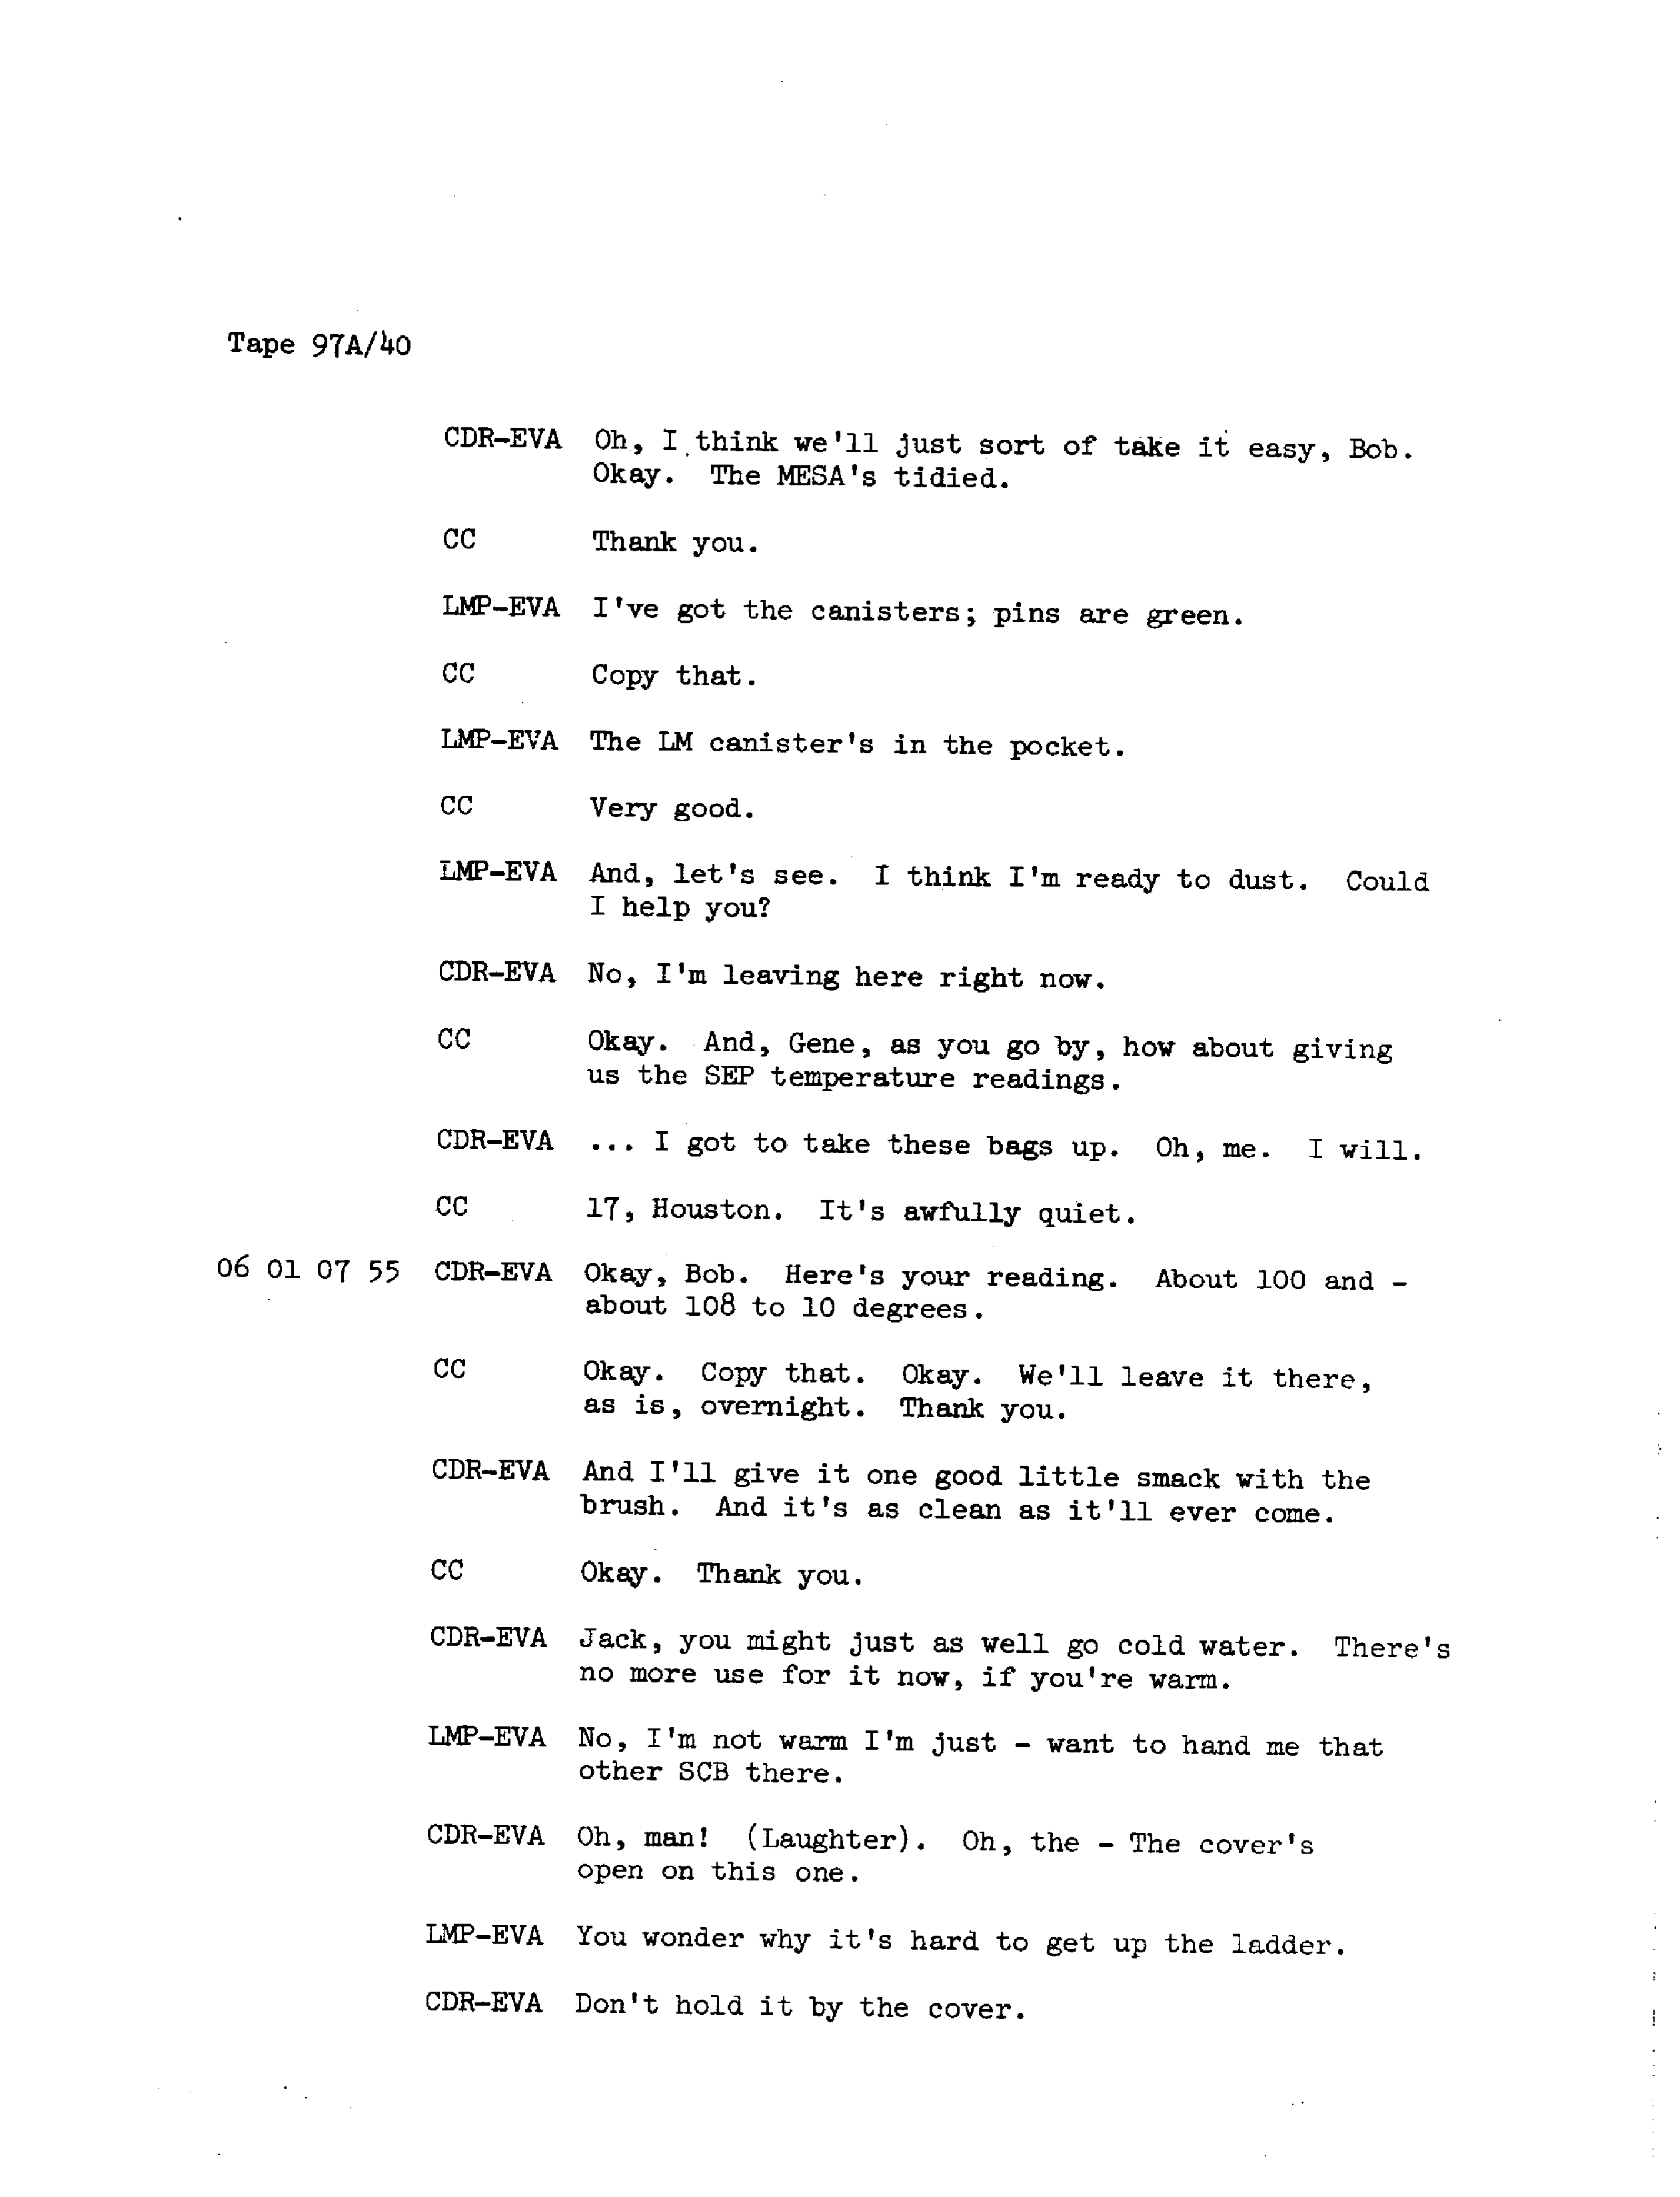 Tape 97A/40
CDR-EVA Oh, I think we'll just sort of take it easy, Bob.
Okay. The MESA's tidied.
CC Thank you.
LMP-EVA I've got the canisters; pins are green.
CC Copy that.
LMP-EVA The LM canister's in the pocket.
CC Very good.
LMP-EVA And, let's see. I think I'm ready to dust. Could
I help you?
CDR-EVA No, I'm leaving here right now.
CC Okay. And, Gene, as you go by, how about giving
us the SEP temperature readings.
CDR-EVA ... I got to take these bags up. Oh, me. I will.
CC 17, Houston. It's awfully quiet.
06 01 07 55 CDR-EVA Okay, Bob. Here's your reading. About 100 and -
about 108 to 10 degrees.
CC Okay. Copy that. Okay. We'll leave it there,
as is, overnight. Thank you.
CDR-EVA And I'll give it one good little smack with the
brush. And it's as clean as it'll ever come.
CC Okay. Thank you.
CDR-EVA Jack, you might just as well go cold water. There's
no more use for it now, if you're warm.
LMP-EVA No, I'm not warm I'm just - want to hand me that
other SCB there.
CDR-EVA Oh, man! (Laughter). Oh, the - The cover's
open on this one.
LMP-EVA You wonder why it's hard to get up the ladder.
CDR-EVA Don't hold it by the cover.